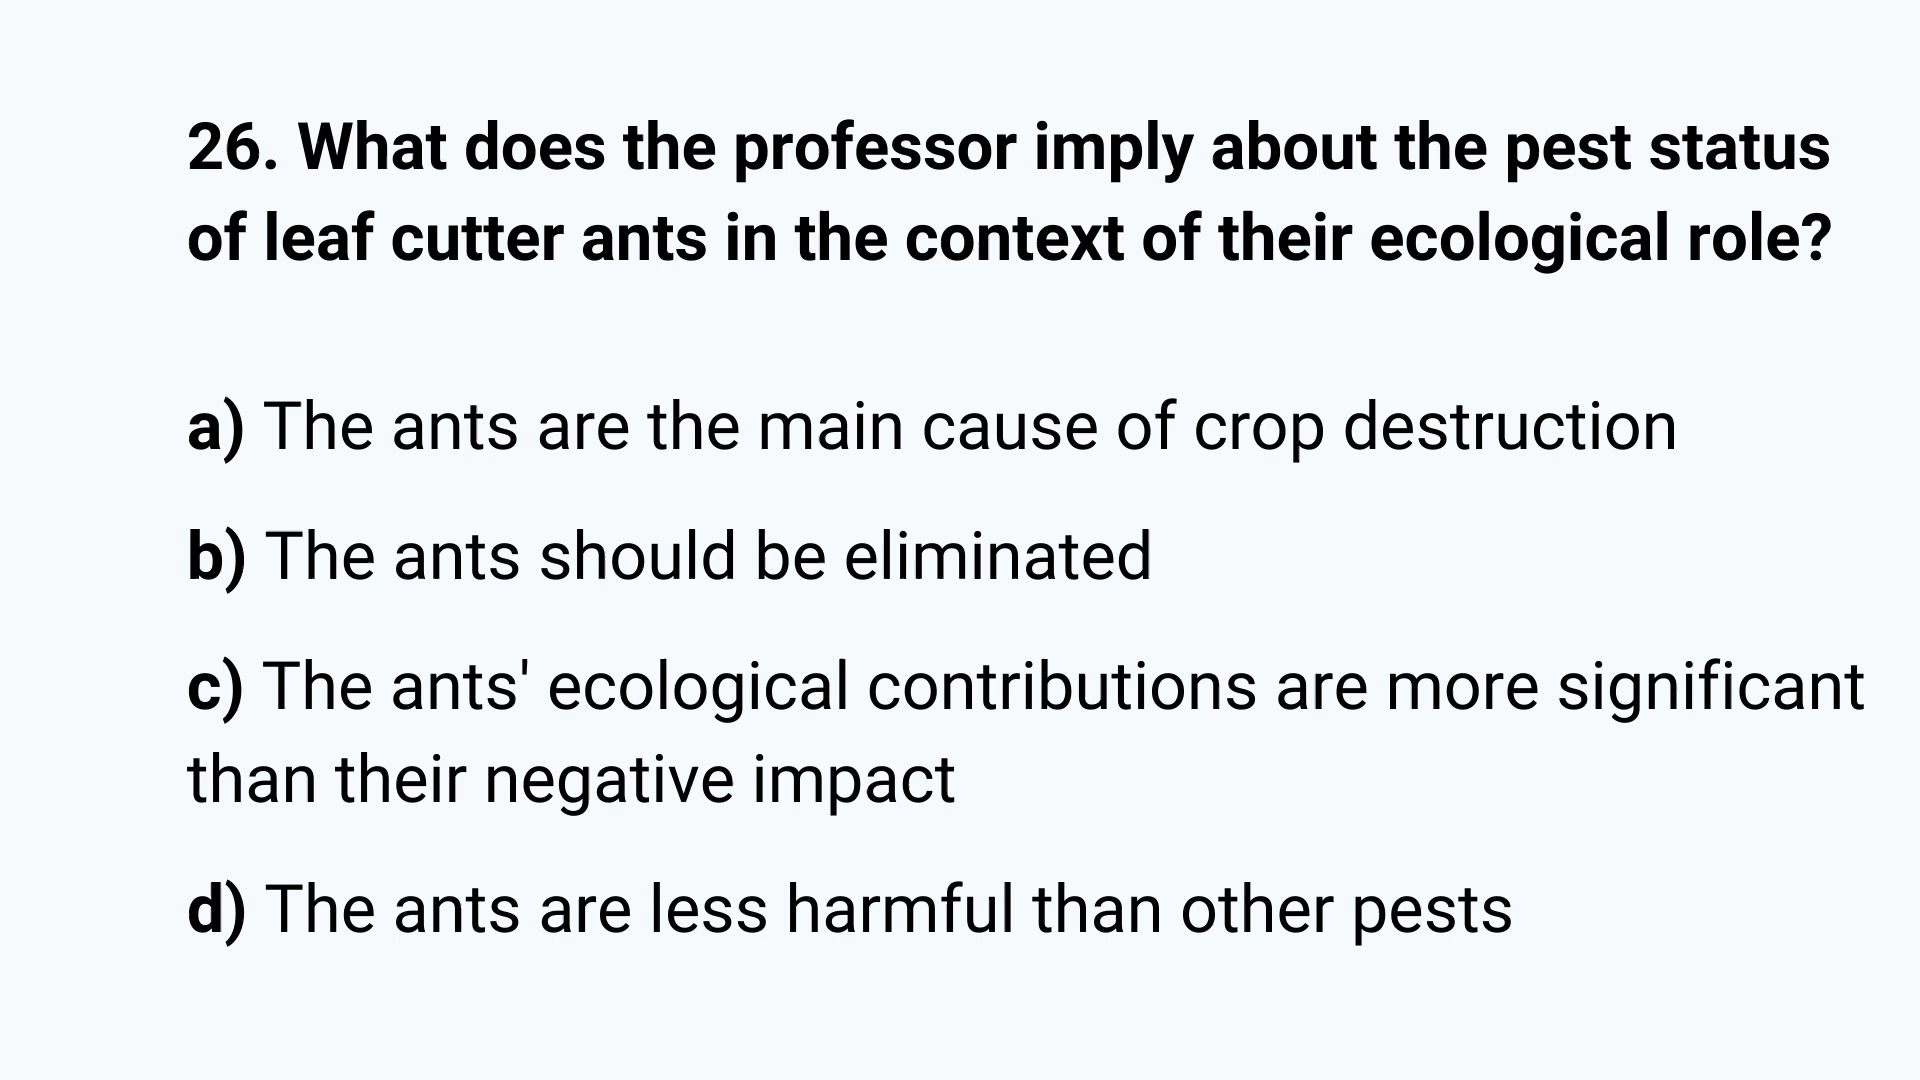 26. What does the professor imply about the pest status
of leaf cutter ants in the context of their ecological role?
a) The ants are the main cause of crop destruction
b) The ants should be eliminated
c) The ants' ecological contributions are more significant
than their negative impact
d) The ants are less harmful than other pests